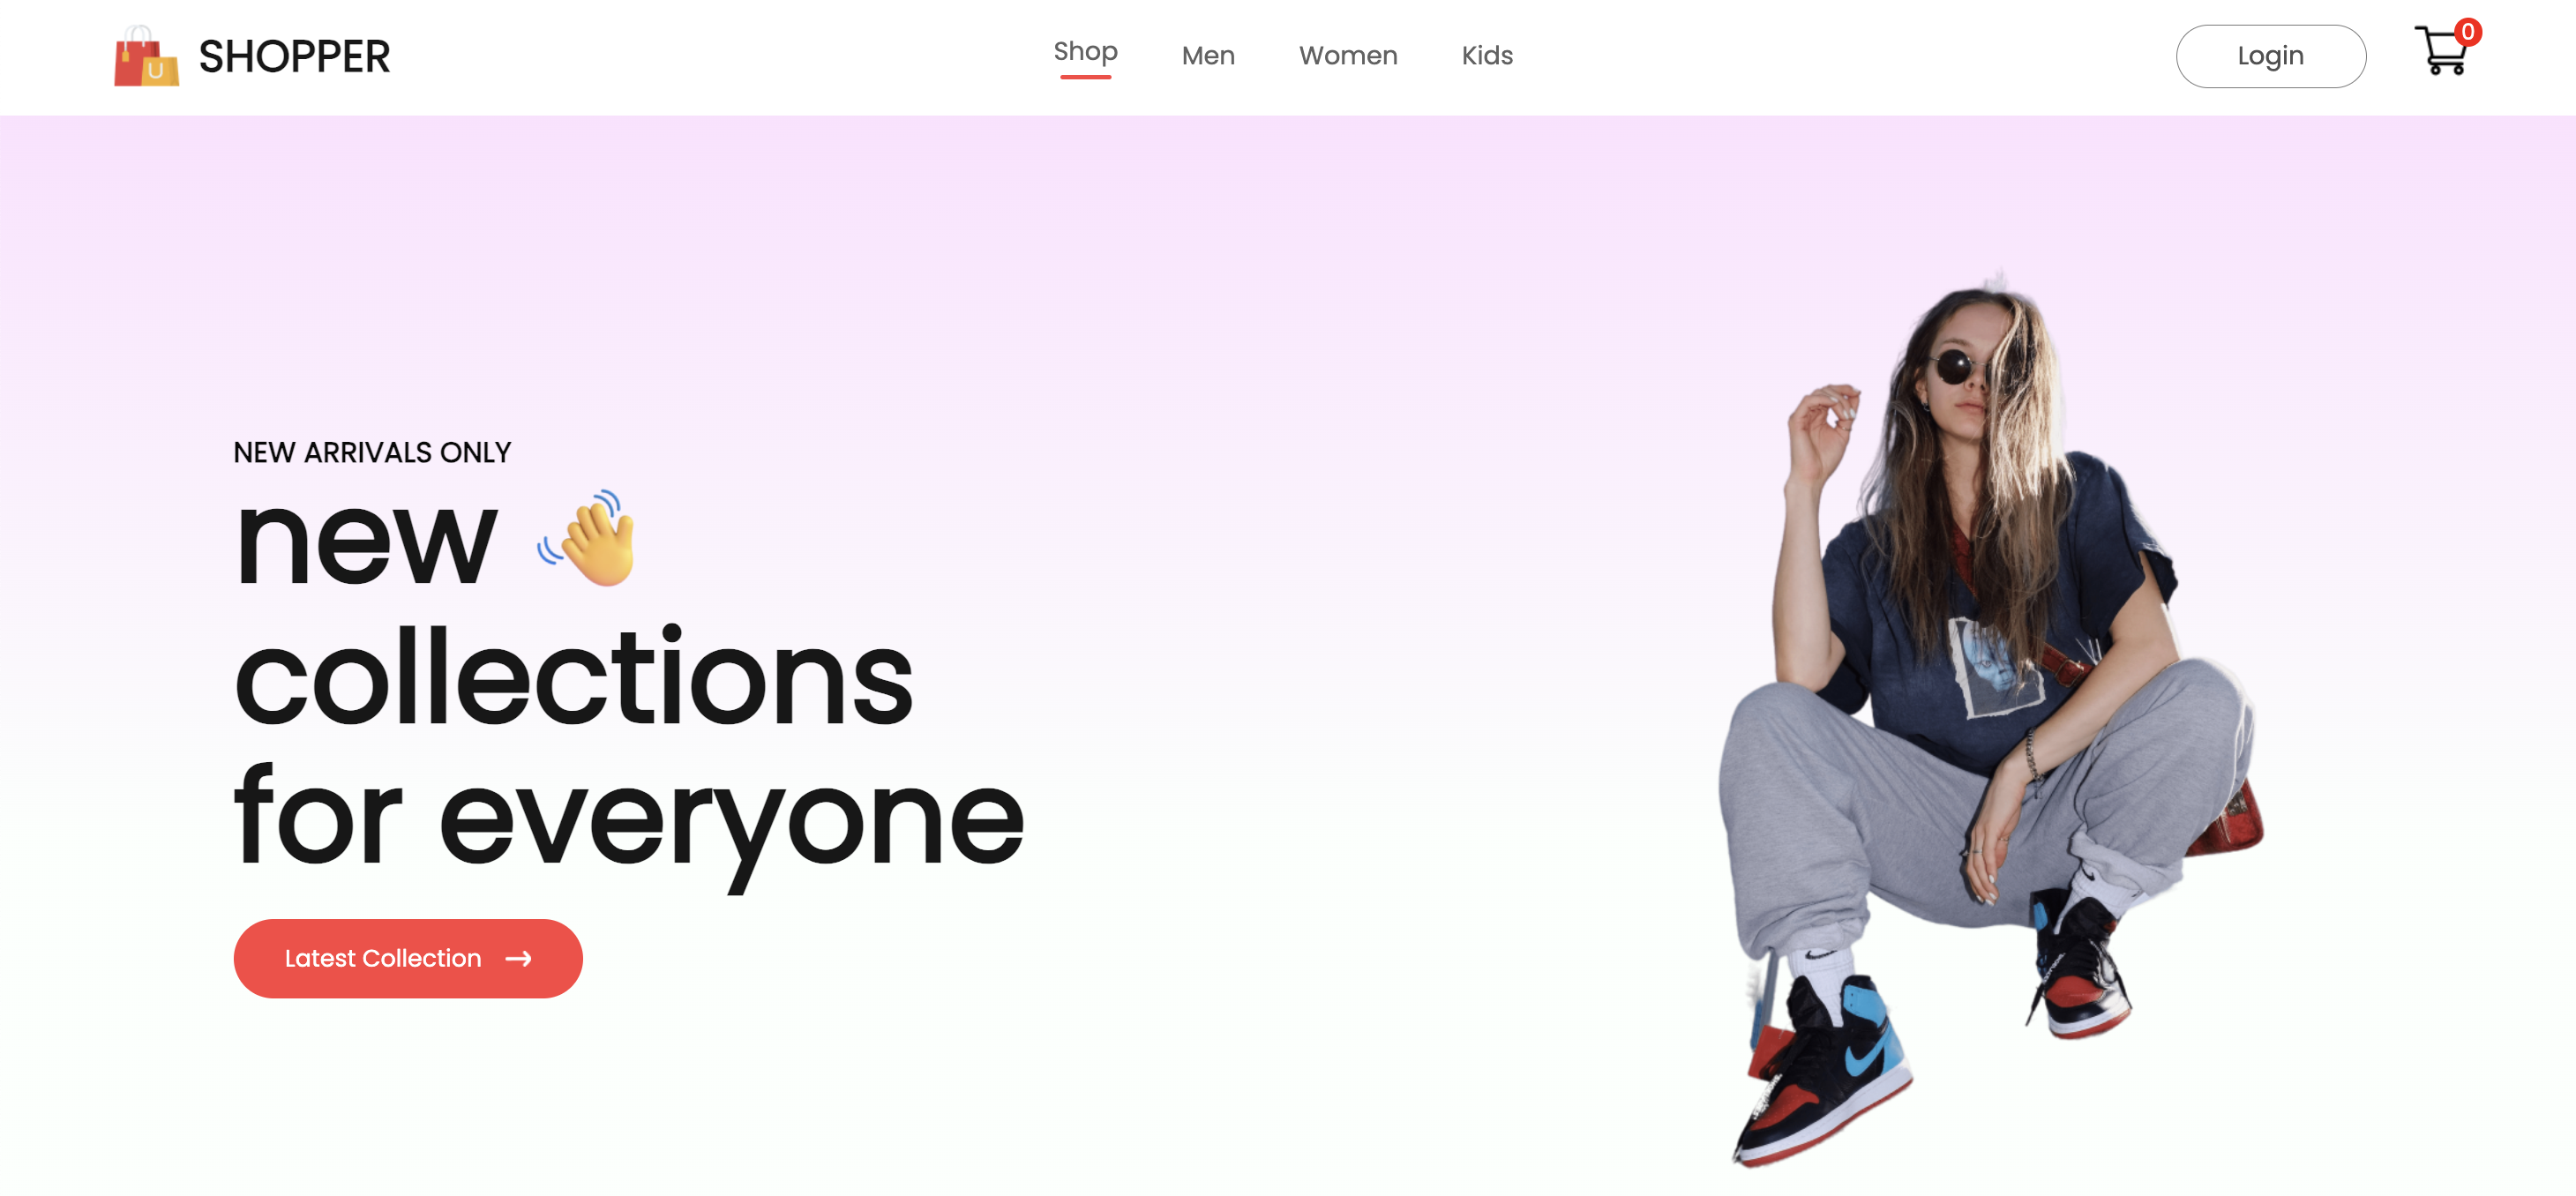 U
SHOPPER
Shop
Men
Women
Kids
Login
0
NEW ARRIVALS ONLY
new
collections
for everyone
Latest Collection →